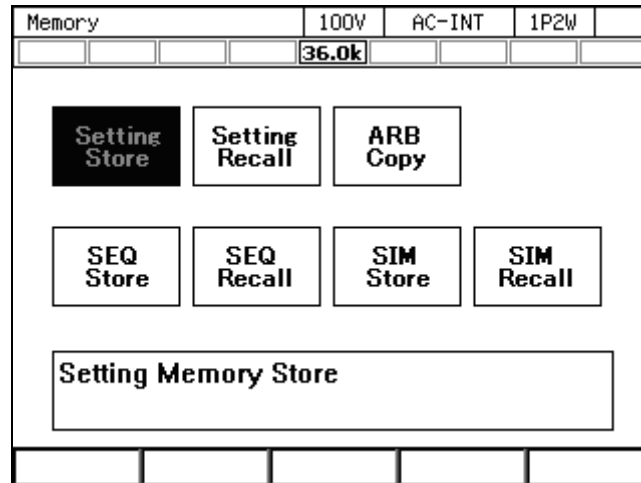 Memory 100V AC-INT 1P2W
36.0k
Setting Store
Setting Recall
ARB Copy
SEQ Store
SEQ Recall
SIM Store
SIM Recall
Setting Memory Store